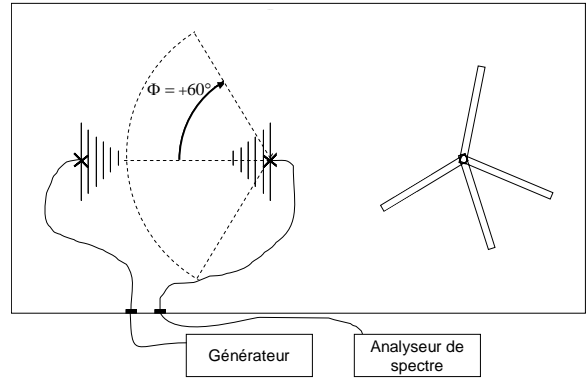 Φ = +60°
Générateur
Analyseur de
spectre